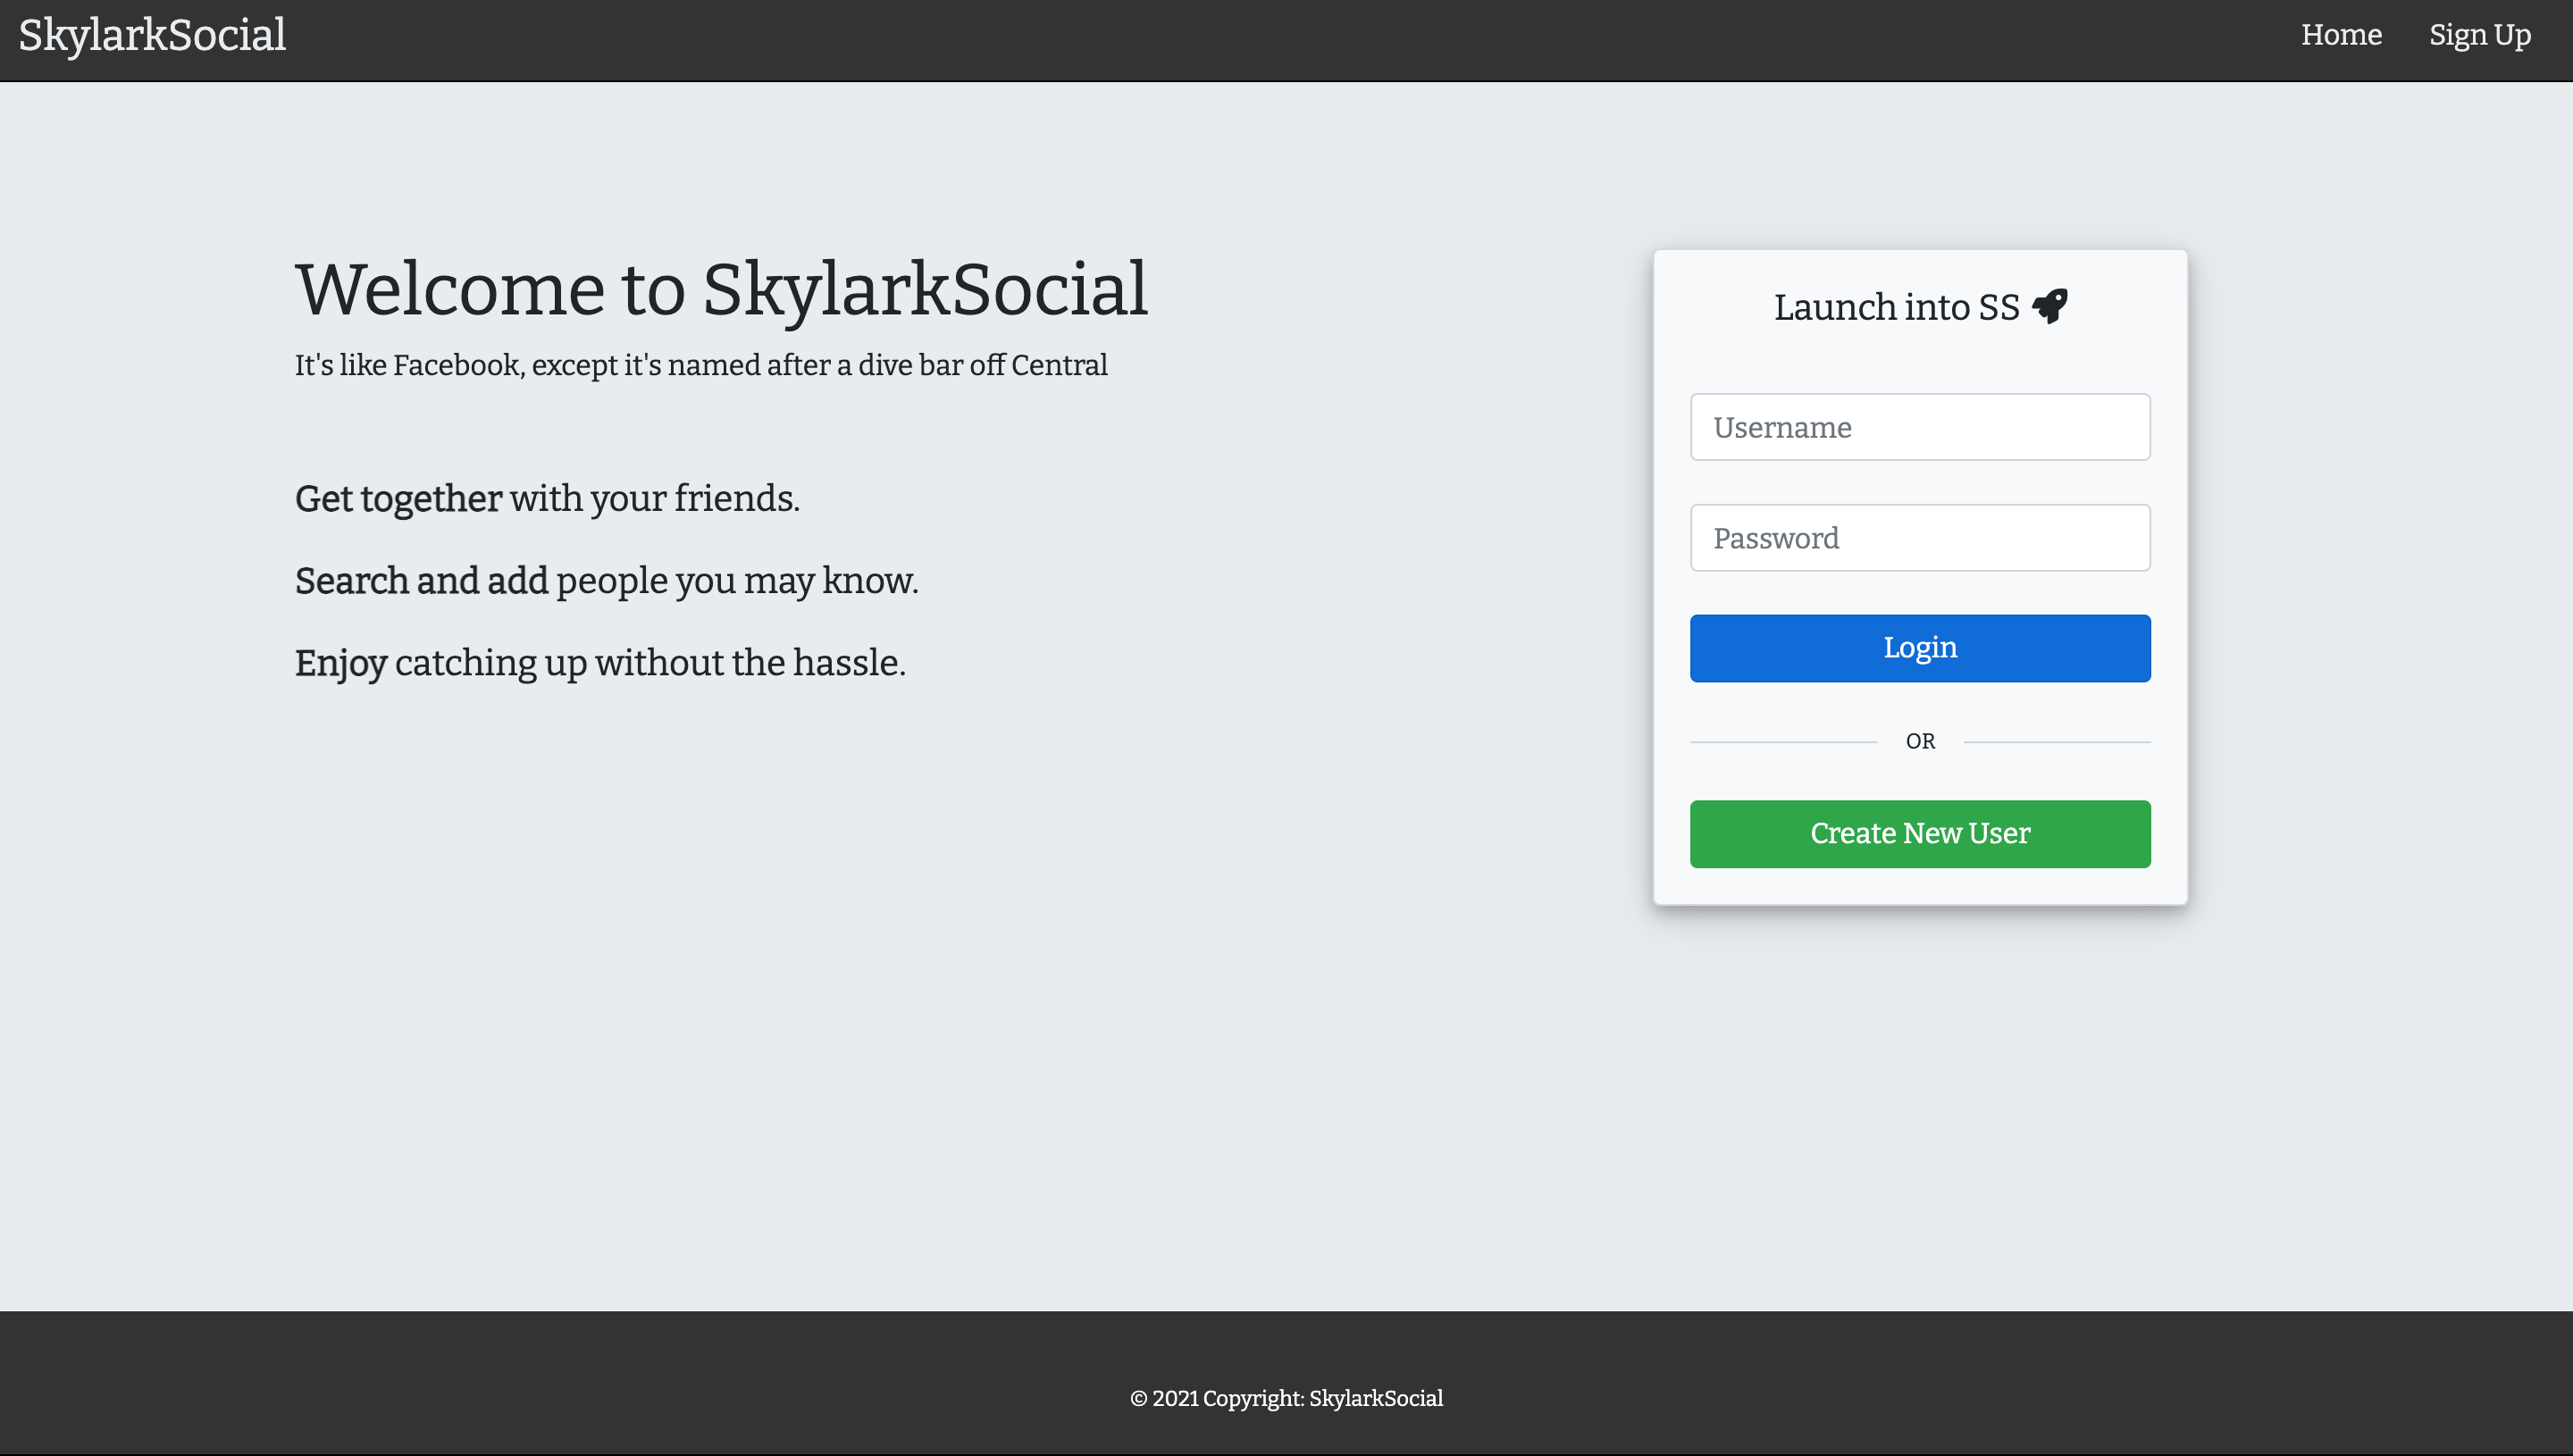 SkylarkSocial
Home
Sign Up
Welcome to SkylarkSocial
It's like Facebook, except it's named after a dive bar off Central
Get together with your friends.
Search and add people you may know.
Enjoy catching up without the hassle.
Launch into SS
Username
Password
Login
OR
Create New User
© 2021 Copyright: SkylarkSocial